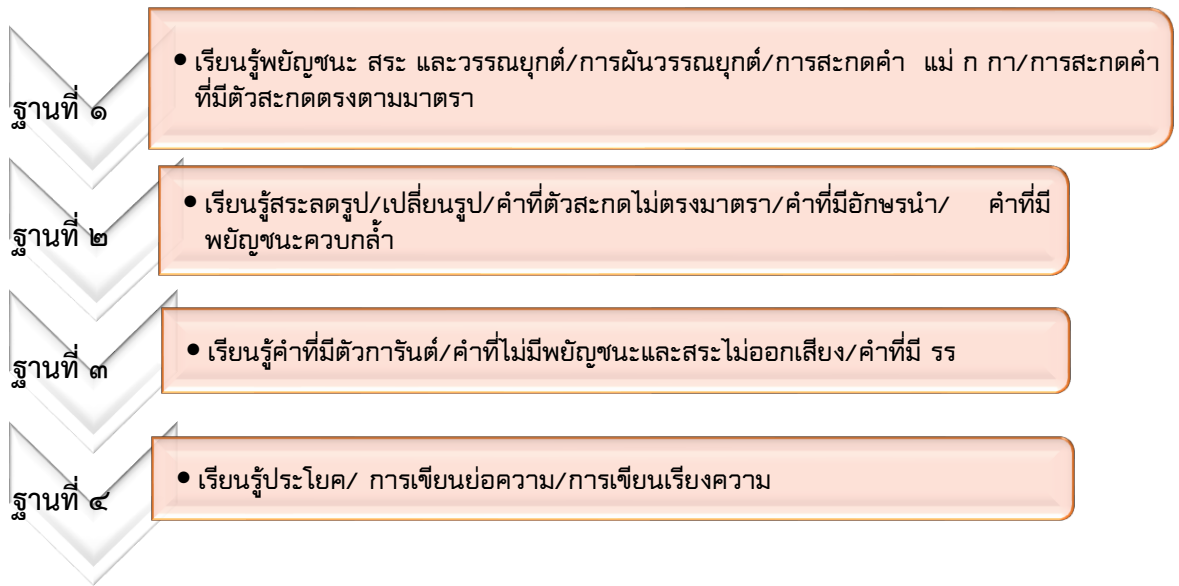 ฐานที่ ๑
• เรียนรู้พยัญชนะ สระ และวรรณยุกต์/การผันวรรณยุกต์/การสะกดคำ แม่ ก กา/การสะกดคำ
ที่มีตัวสะกดตรงตามมาตรา
ฐานที่ ๒
• เรียนรู้สระลดรูป/เปลี่ยนรูป/คำที่ตัวสะกดไม่ตรงมาตรา/คำที่มีอักษรนำ/ คำที่มี
พยัญชนะควบกล้ำ
ฐานที่ ๓
• เรียนรู้คำที่มีตัวการันต์/คำที่ไม่มีพยัญชนะและสระไม่ออกเสียง/คำที่มี รร
ฐานที่ ๔
• เรียนรู้ประโยค/ การเขียนย่อความ/การเขียนเรียงความ